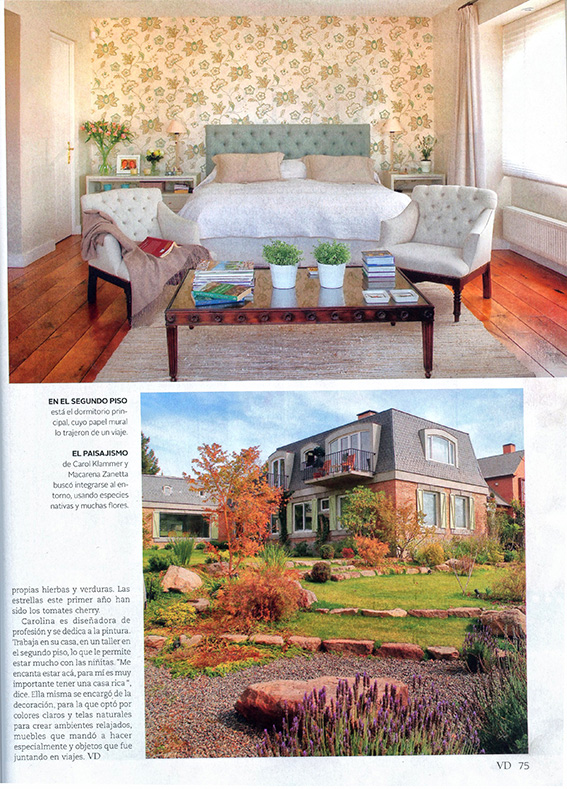 EN EL SEGUNDO PISO
está el dormitorio prin-
cipal, cuyo papel mural
lo trajeron de un viaje.
EL PAISAJISMO
de Carol Klammer y
Macarena Zanetta
buscó integrarse al en-
torno, usando especies
nativas y muchas flores.
propias hierbas y verduras. Las
estrellas este primer año han
sido los tomates cherry.
Carolina es diseñadora de
profesión y se dedica a la pintura.
Trabaja en su casa, en un taller en
el segundo piso, lo que le permite
estar mucho con las niñitas. "Me
encanta estar acá, para mí es muy
importante tener una casa rica",
dice. Ella misma se encargó de la
decoración, para la que optó por
colores claros y telas naturales
para crear ambientes relajados,
muebles que mandó a hacer
especialmente y objetos que fue
juntando en viajes. VD
VD 75